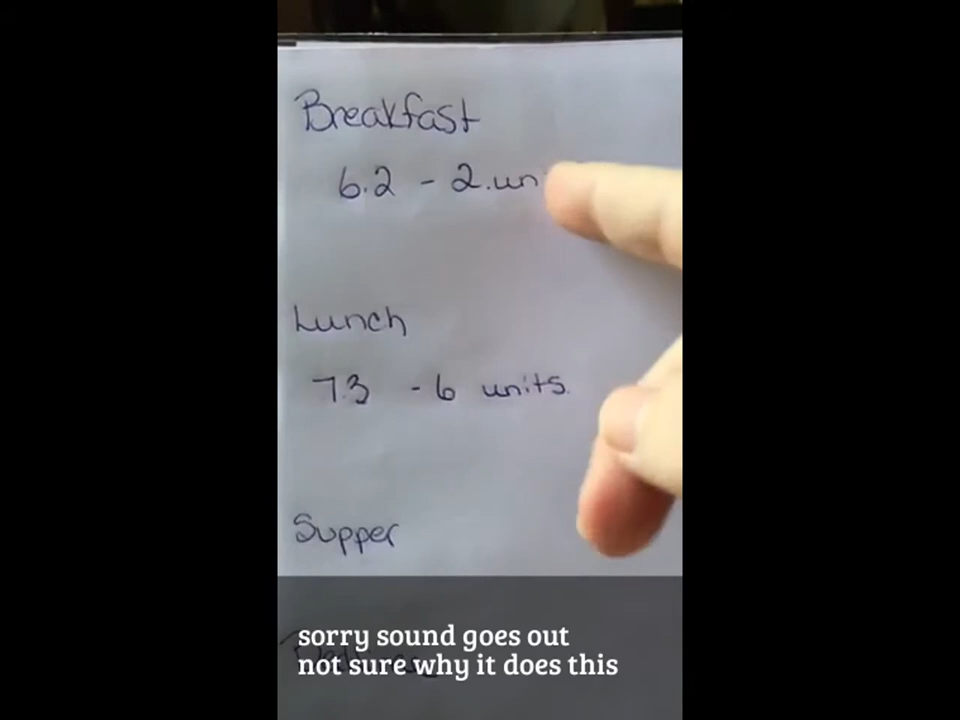 Breakfast
6.2 - 2.un
Lunch
7.3 - 6 units.
Supper
sorry sound goes out
not sure why it does this